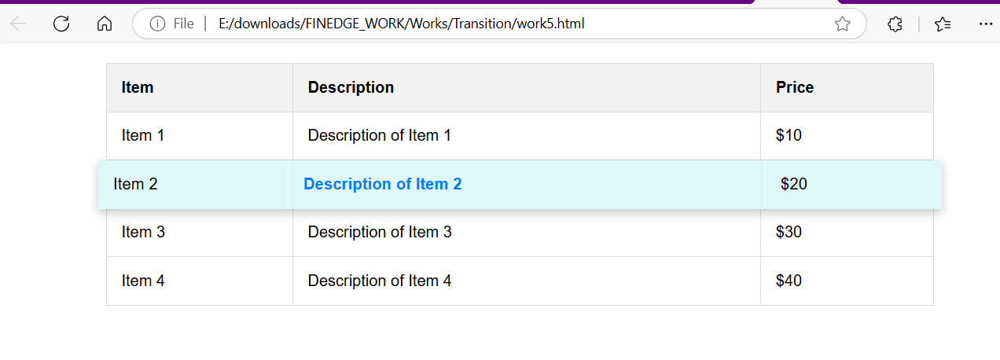 File E:/downloads/FINEDGE_WORK/Works/Transition/work5.html
Item Description Price
Item 1 Description of Item 1 $10
Item 2 Description of Item 2 $20
Item 3 Description of Item 3 $30
Item 4 Description of Item 4 $40